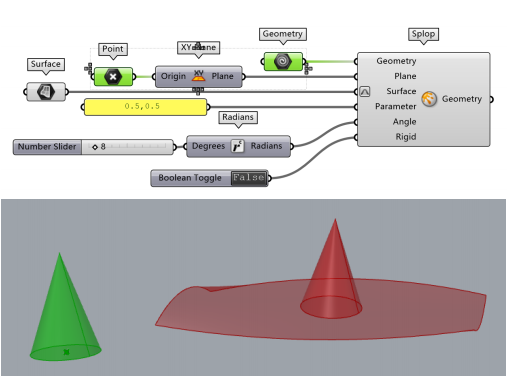 Geometry
Splop
XY Plane
Point
Surface
Geometry
Origin XY Plane
Plane
Surface
0.5,0.5
Parameter
Geometry
Radians
Angle
Number Slider 8
Degrees Radians
Rigid
Boolean Toggle False